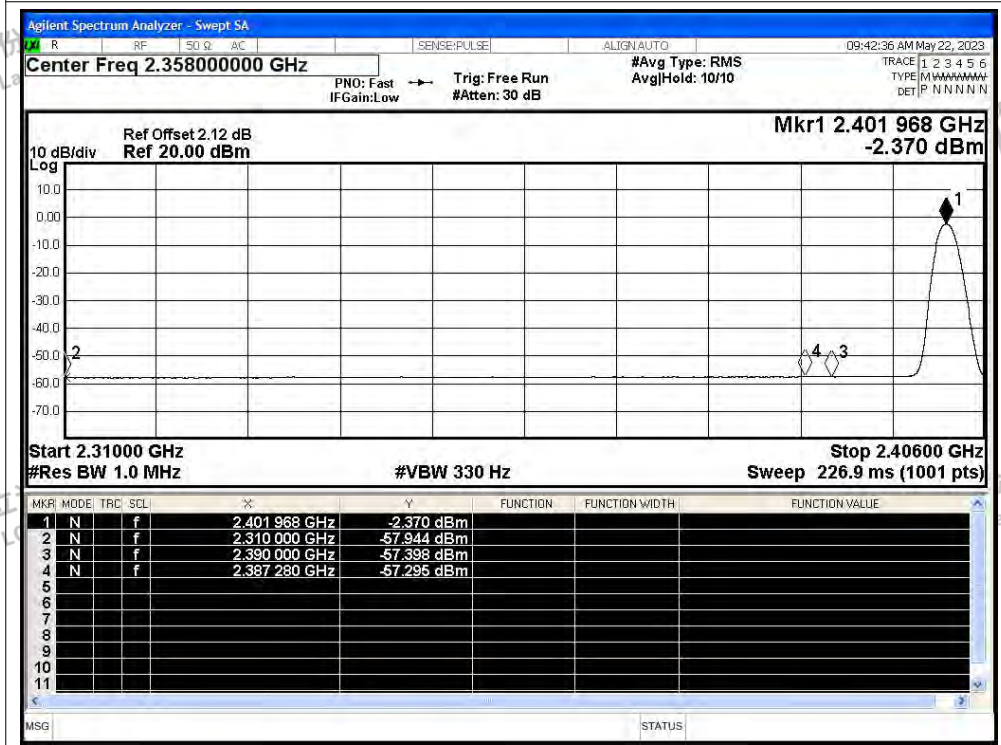 Agilent Spectrum Analyzer - Swept SA
R RF 50 Ω AC SENSE:PULSE ALIGN AUTO 09:42:36 AM May 22, 2023
Center Freq 2.358000000 GHz #Avg Type: RMS TRACE 1 2 3 4 5 6
PNO: Fast Trig: Free Run Avg|Hold: 10/10 TYPE M WWWWW
IFGain:Low #Atten: 30 dB DET P N N N N N
Mkr1 2.401 968 GHz
-2.370 dBm
Ref Offset 2.12 dB
10 dB/div Ref 20.00 dBm
Log
10.0
0.00
-10.0
-20.0
-30.0
-40.0
-50.0
-60.0
-70.0
1
2
4 3
Start 2.31000 GHz Stop 2.40600 GHz
#Res BW 1.0 MHz #VBW 330 Hz Sweep 226.9 ms (1001 pts)
MKR MODE TRC SCL X Y FUNCTION FUNCTION WIDTH FUNCTION VALUE
1 N f 2.401 968 GHz -2.370 dBm
2 N f 2.310 000 GHz -57.944 dBm
3 N f 2.390 000 GHz -57.398 dBm
4 N f 2.387 280 GHz -57.295 dBm
5
6
7
8
9
10
11
MSG STATUS